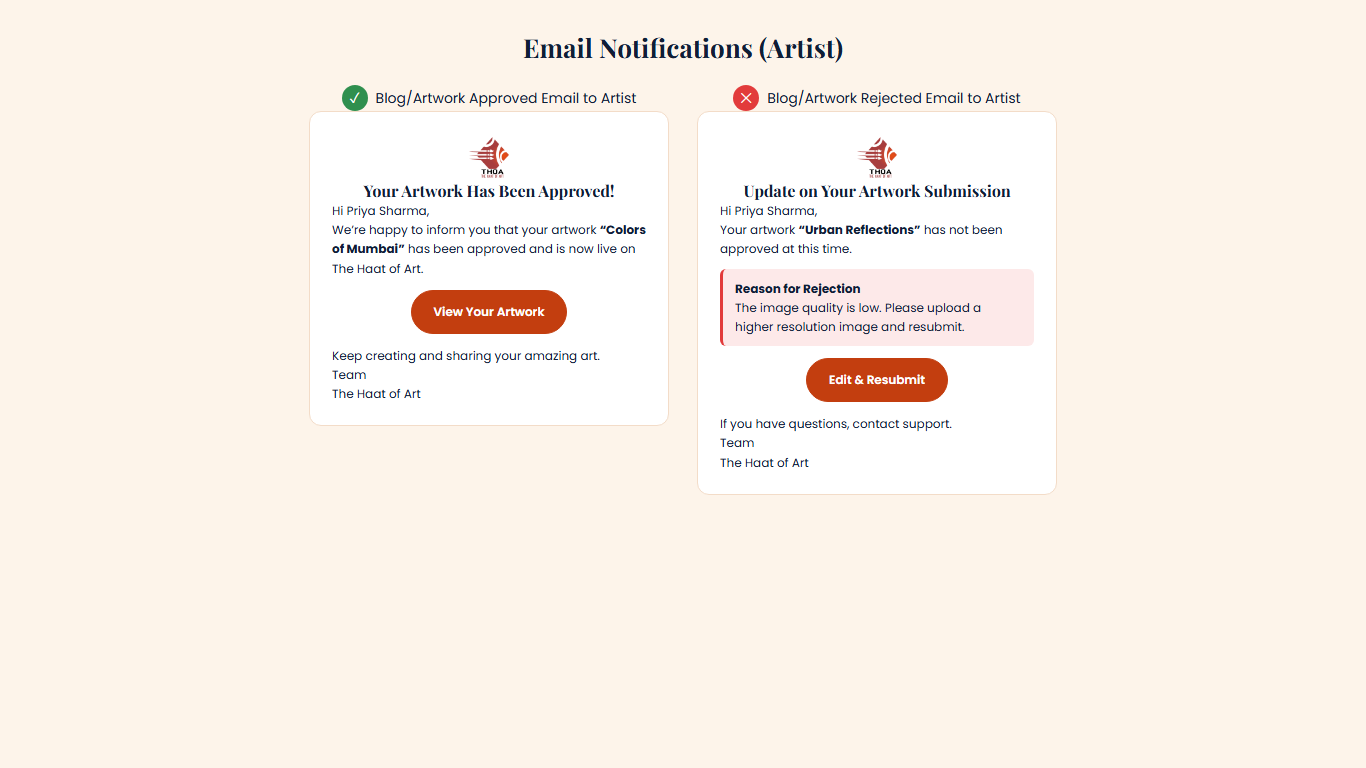 Email Notifications (Artist)
Blog/Artwork Approved Email to Artist
THOA
Your Artwork Has Been Approved!
Hi Priya Sharma,
We’re happy to inform you that your artwork “Colors
of Mumbai” has been approved and is now live on
The Haat of Art.
View Your Artwork
Keep creating and sharing your amazing art.
Team
The Haat of Art
Blog/Artwork Rejected Email to Artist
THOA
Update on Your Artwork Submission
Hi Priya Sharma,
Your artwork “Urban Reflections” has not been
approved at this time.
Reason for Rejection
The image quality is low. Please upload a
higher resolution image and resubmit.
Edit & Resubmit
If you have questions, contact support.
Team
The Haat of Art